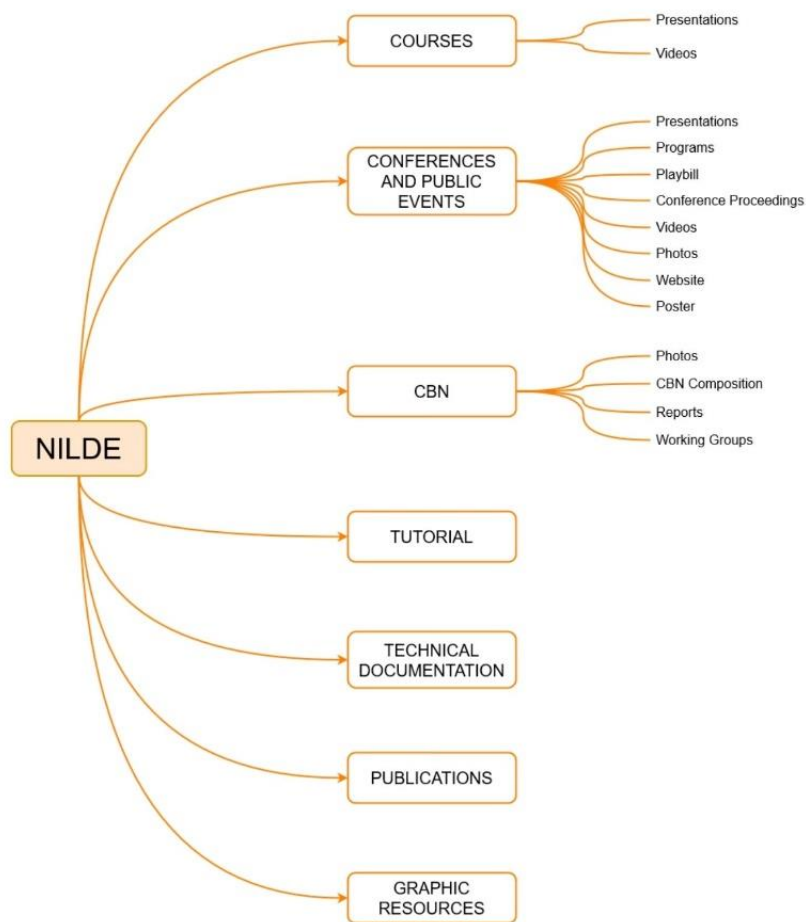 COURSES
Presentations
Videos
CONFERENCES
AND PUBLIC
EVENTS
Presentations
Programs
Playbill
Conference Proceedings
Videos
Photos
Website
Poster
CBN
Photos
CBN Composition
Reports
Working Groups
NILDE
TUTORIAL
TECHNICAL
DOCUMENTATION
PUBLICATIONS
GRAPHIC
RESOURCES